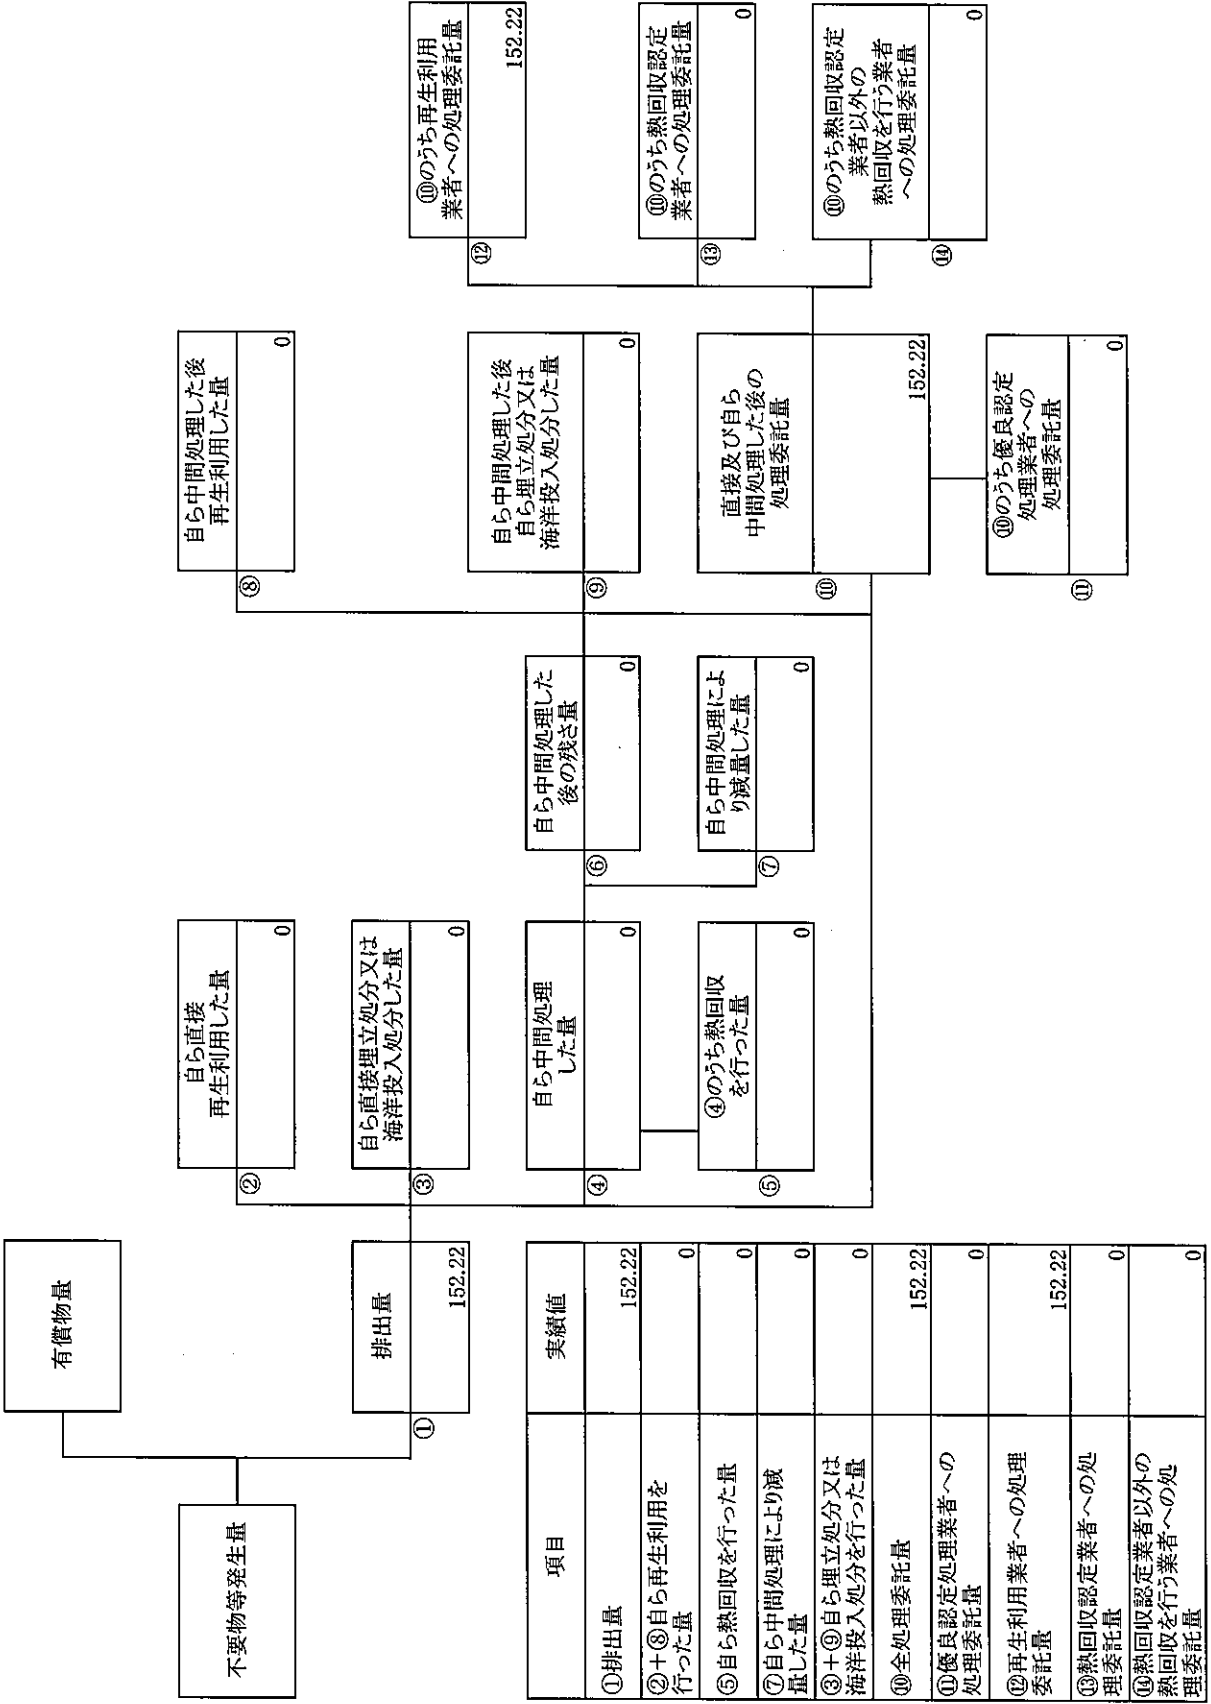 不要物等発生量
有償物量
①
排出量
152.22
②
自ら直接
再生利用した量
0
③
自ら直接埋立処分又は
海洋投入処分した量
0
④
自ら中間処理
した量
0
⑤
④のうち熱回収
を行った量
0
⑥
自ら中間処理した
後の残さ量
0
⑦
自ら中間処理によ
り減量した量
0
⑧
自ら中間処理した後
再生利用した量
0
⑨
自ら中間処理した後
自ら埋立処分又は
海洋投入処分した量
0
⑩
直接及び自ら
中間処理した後の
処理委託量
152.22
⑪
⑩のうち優良認定
処理業者への
処理委託量
0
⑫
⑩のうち再生利用
業者への処理委託量
152.22
⑬
⑩のうち熱回収認定
業者への処理委託量
0
⑭
⑩のうち熱回収認定
業者以外の
熱回収を行う業者
への処理委託量
0
項目 実績値
①排出量 152.22
②+⑧自ら再生利用を
行った量 0
⑤自ら熱回収を行った量 0
⑦自ら中間処理により減
量した量 0
③+⑨自ら埋立処分又は
海洋投入処分を行った量 0
⑩全処理委託量 152.22
⑪優良認定処理業者への
処理委託量 0
⑫再生利用業者への処理
委託量 152.22
⑬熱回収認定業者への処
理委託量 0
⑭熱回収認定業者以外の
熱回収を行う業者への処
理委託量 0